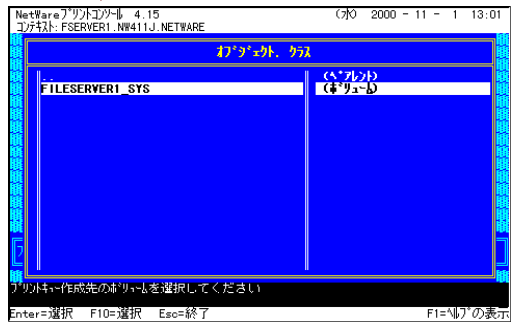 NetWareﾌﾟﾘﾝﾄｺﾝｿｰﾙ 4.15 (水) 2000 - 11 - 1 13:01
ｺﾝﾃｷｽﾄ: FSERVER1.NW411J.NETWARE
ｵﾌﾞｼﾞｪｸﾄ. ｸﾗｽ
.. (ﾍﾟｱﾚﾝﾄ)
FILESERVER1_SYS (ﾎﾞﾘｭｰﾑ)
ﾌﾟﾘﾝﾄｷｭｰ作成先のﾎﾞﾘｭｰﾑを選択してください
Enter=選択 F10=選択 Esc=終了 F1=ﾍﾙﾌﾟの表示